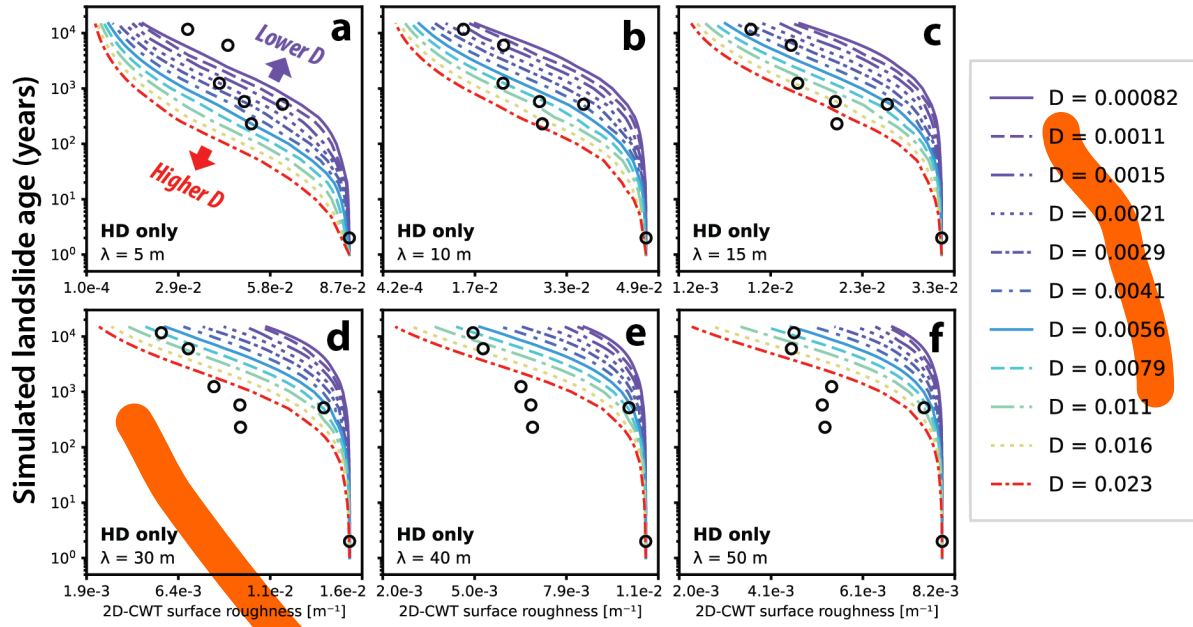 Simulated landslide age (years)
10⁴
10³
10²
10¹
10⁰
a
Lower D
Higher D
HD only
λ = 5 m
1.0e-4 2.9e-2 5.8e-2 8.7e-2
b
HD only
λ = 10 m
4.2e-4 1.7e-2 3.3e-2 4.9e-2
c
HD only
λ = 15 m
1.2e-3 1.2e-2 2.3e-2 3.3e-2
10⁴
10³
10²
10¹
10⁰
d
HD only
λ = 30 m
1.9e-3 6.4e-3 1.1e-2 1.6e-2
2D-CWT surface roughness [m⁻¹]
e
HD only
λ = 40 m
2.0e-3 5.0e-3 7.9e-3 1.1e-2
2D-CWT surface roughness [m⁻¹]
f
HD only
λ = 50 m
2.0e-3 4.1e-3 6.1e-3 8.2e-3
2D-CWT surface roughness [m⁻¹]
D = 0.00082
D = 0.0011
D = 0.0015
D = 0.0021
D = 0.0029
D = 0.0041
D = 0.0056
D = 0.0079
D = 0.011
D = 0.016
D = 0.023